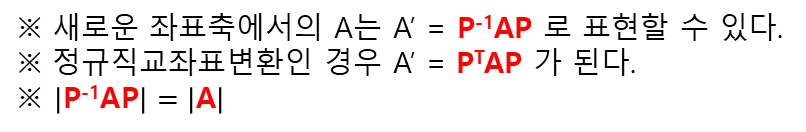 ※ 새로운 좌표축에서의 A는 A′ = P⁻¹AP 로 표현할 수 있다.
※ 정규직교좌표변환인 경우 A′ = PᵀAP 가 된다.
※ |P⁻¹AP| = |A|